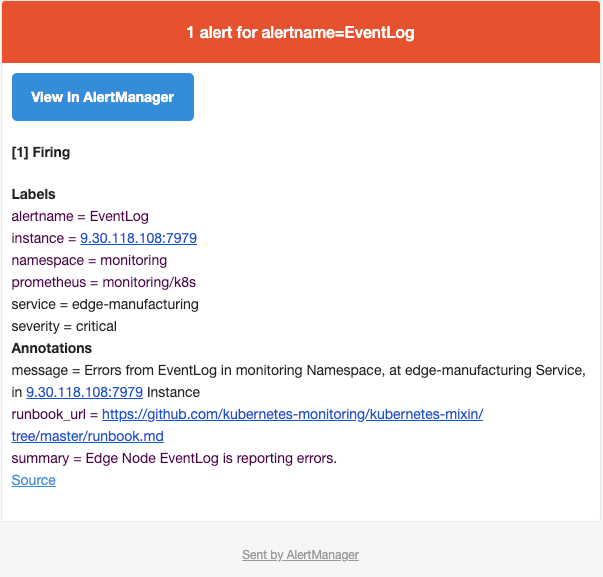 1 alert for alertname=EventLog
View In AlertManager
[1] Firing
Labels
alertname = EventLog
instance = 9.30.118.108:7979
namespace = monitoring
prometheus = monitoring/k8s
service = edge-manufacturing
severity = critical
Annotations
message = Errors from EventLog in monitoring Namespace, at edge-manufacturing Service,
in 9.30.118.108:7979 Instance
runbook_url = https://github.com/kubernetes-monitoring/kubernetes-mixin/
tree/master/runbook.md
summary = Edge Node EventLog is reporting errors.
Source
Sent by AlertManager